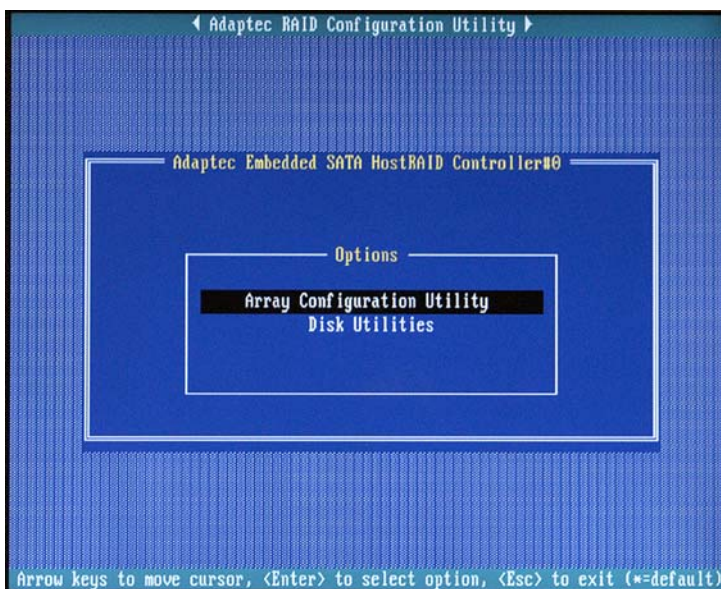 Adaptec RAID Configuration Utility
Adaptec Embedded SATA HostRAID Controller#0
Options
Array Configuration Utility
Disk Utilities
Arrow keys to move cursor, <Enter> to select option, <Esc> to exit (*=default)